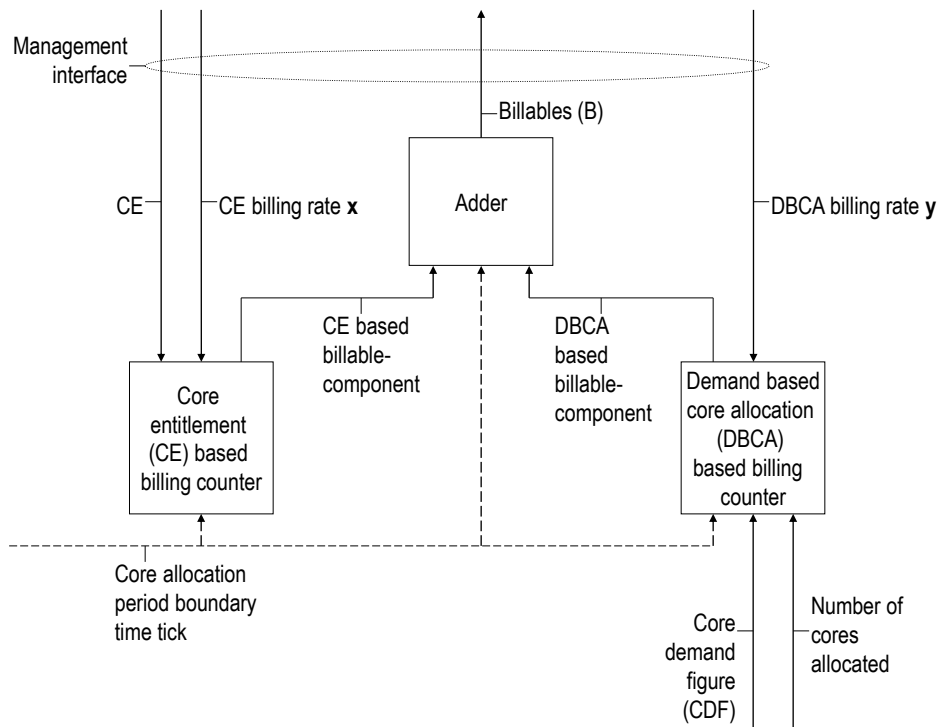 Management
interface
Billables (B)
CE
CE billing rate x
Adder
DBCA billing rate y
CE based
billable-
component
DBCA
based
billable-
component
Core
entitlement
(CE) based
billing counter
Demand based
core allocation
(DBCA)
based billing
counter
Core allocation
period boundary
time tick
Core
demand
figure
(CDF)
Number of
cores
allocated